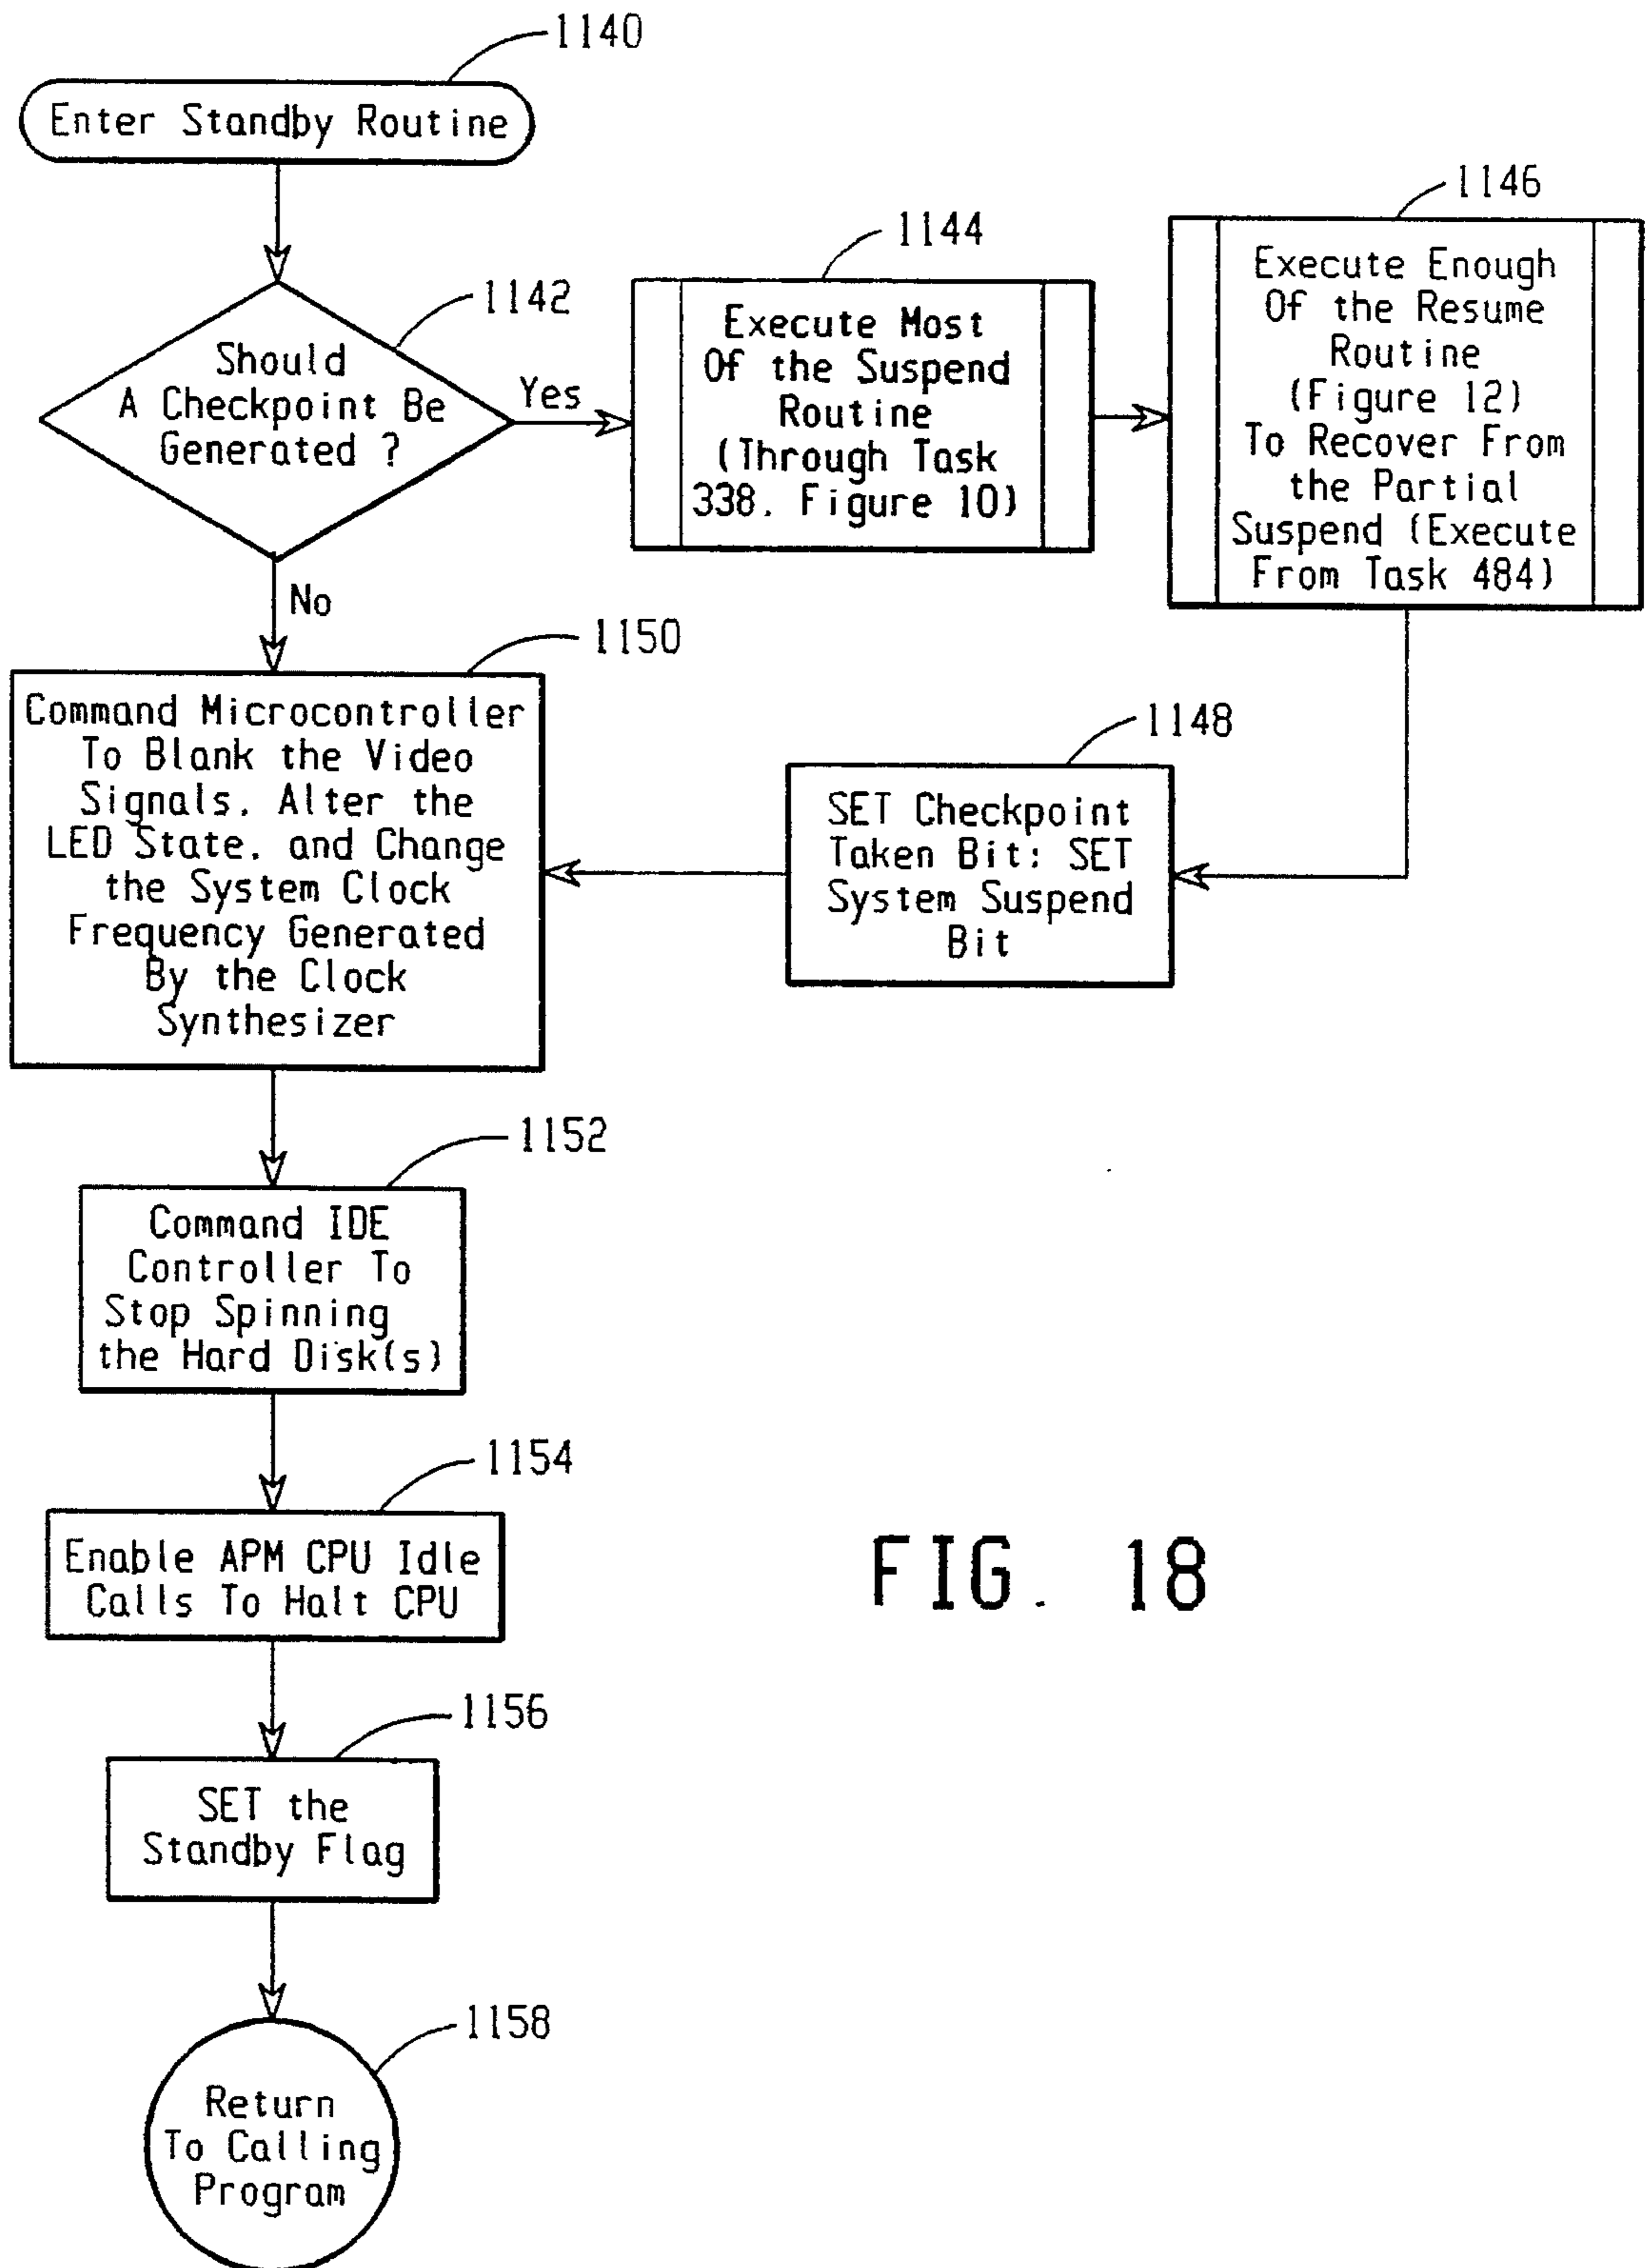 1140
Enter Standby Routine
1142
Should
A Checkpoint Be
Generated ?
Yes
No
1144
Execute Most
Of the Suspend
Routine
(Through Task
338. Figure 10)
1146
Execute Enough
Of the Resume
Routine
(Figure 12)
To Recover From
the Partial
Suspend (Execute
From Task 484)
1148
SET Checkpoint
Taken Bit; SET
System Suspend
Bit
1150
Command Microcontroller
To Blank the Video
Signals, Alter the
LED State, and Change
the System Clock
Frequency Generated
By the Clock
Synthesizer
1152
Command IDE
Controller To
Stop Spinning
the Hard Disk(s)
1154
Enable APM CPU Idle
Calls To Halt CPU
1156
SET the
Standby Flag
1158
Return
To Calling
Program
FIG. 18